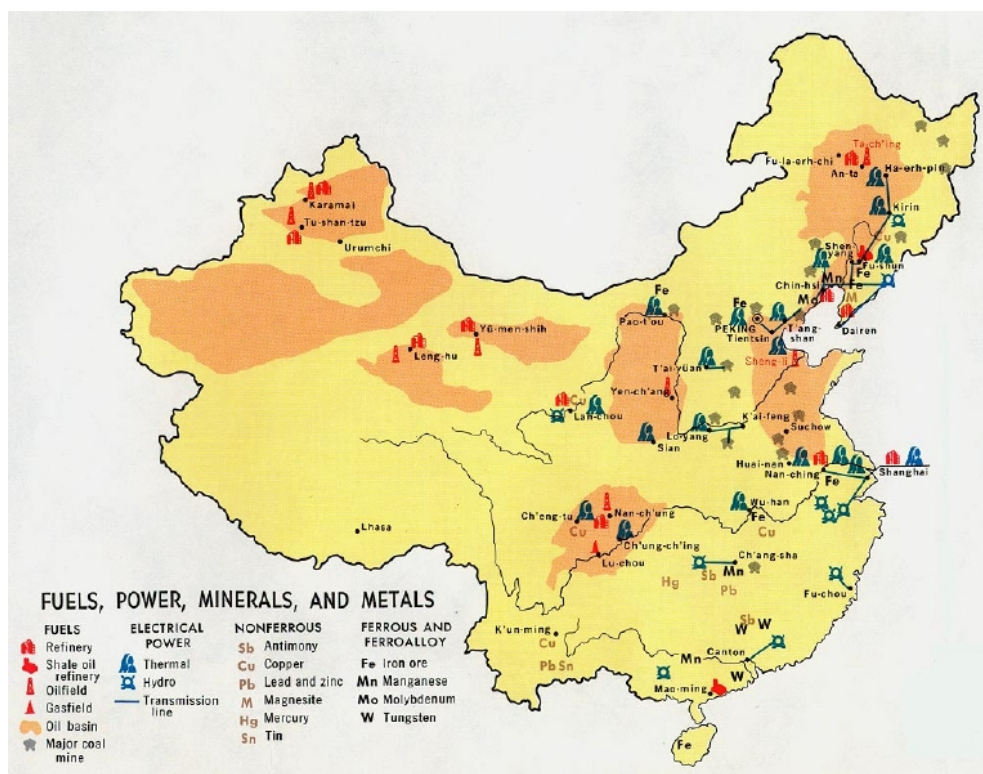 Ta-ch'ing
Fu-la-erh-chi
An-ta
Ha-erh-pin
Kirin
Cu
Karamai
Tu-shan-tzu
Urumchi
Shen-
yang
Fu-shun
Fe
Mn
Fe
Chin-hsi
Mo
M
Dairen
Fe
Pao-t'ou
Fe
PEKING
Tientsin
T'ang-
shan
Yü-men-shih
Leng-hu
Sheng-li
T'ai-yüan
Yen-ch'ang
Cu
Lan-chou
K'ai-feng
Lo-yang
Suchow
Sian
Huai-nan
Nan-ching
Fe
Shanghai
Ch'eng-tu
Nan-ch'ung
Cu
Ch'ung-ch'ing
Lu-chou
Wu-han
Fe
Cu
Lhasa
Ch'ang-sha
Mn
Sb
Hg
Pb
Fu-chou
Sb
W W
K'un-ming
Cu
Pb Sn
Canton
Mn
W
Mao-ming
Fe
FUELS, POWER, MINERALS, AND METALS
FUELS
Refinery
Shale oil
refinery
Oilfield
Gasfield
Oil basin
Major coal
mine
ELECTRICAL
POWER
Thermal
Hydro
Transmission
line
NONFERROUS
Sb Antimony
Cu Copper
Pb Lead and zinc
M Magnesite
Hg Mercury
Sn Tin
FERROUS AND
FERROALLOY
Fe Iron ore
Mn Manganese
Mo Molybdenum
W Tungsten